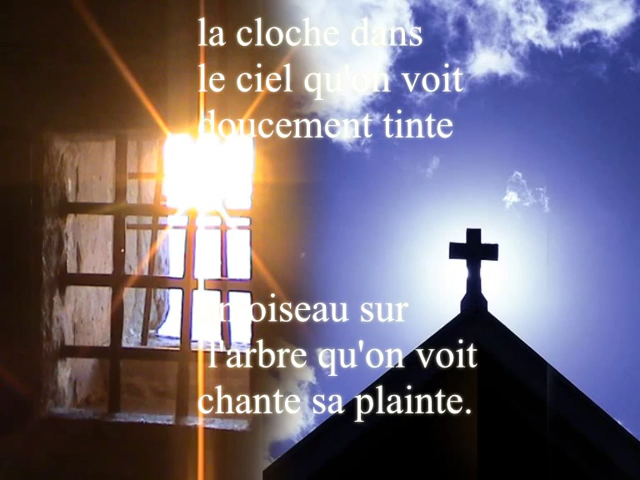 la cloche dans
le ciel qu'on voit
doucement tinte
un oiseau sur
l'arbre qu'on voit
chante sa plainte.